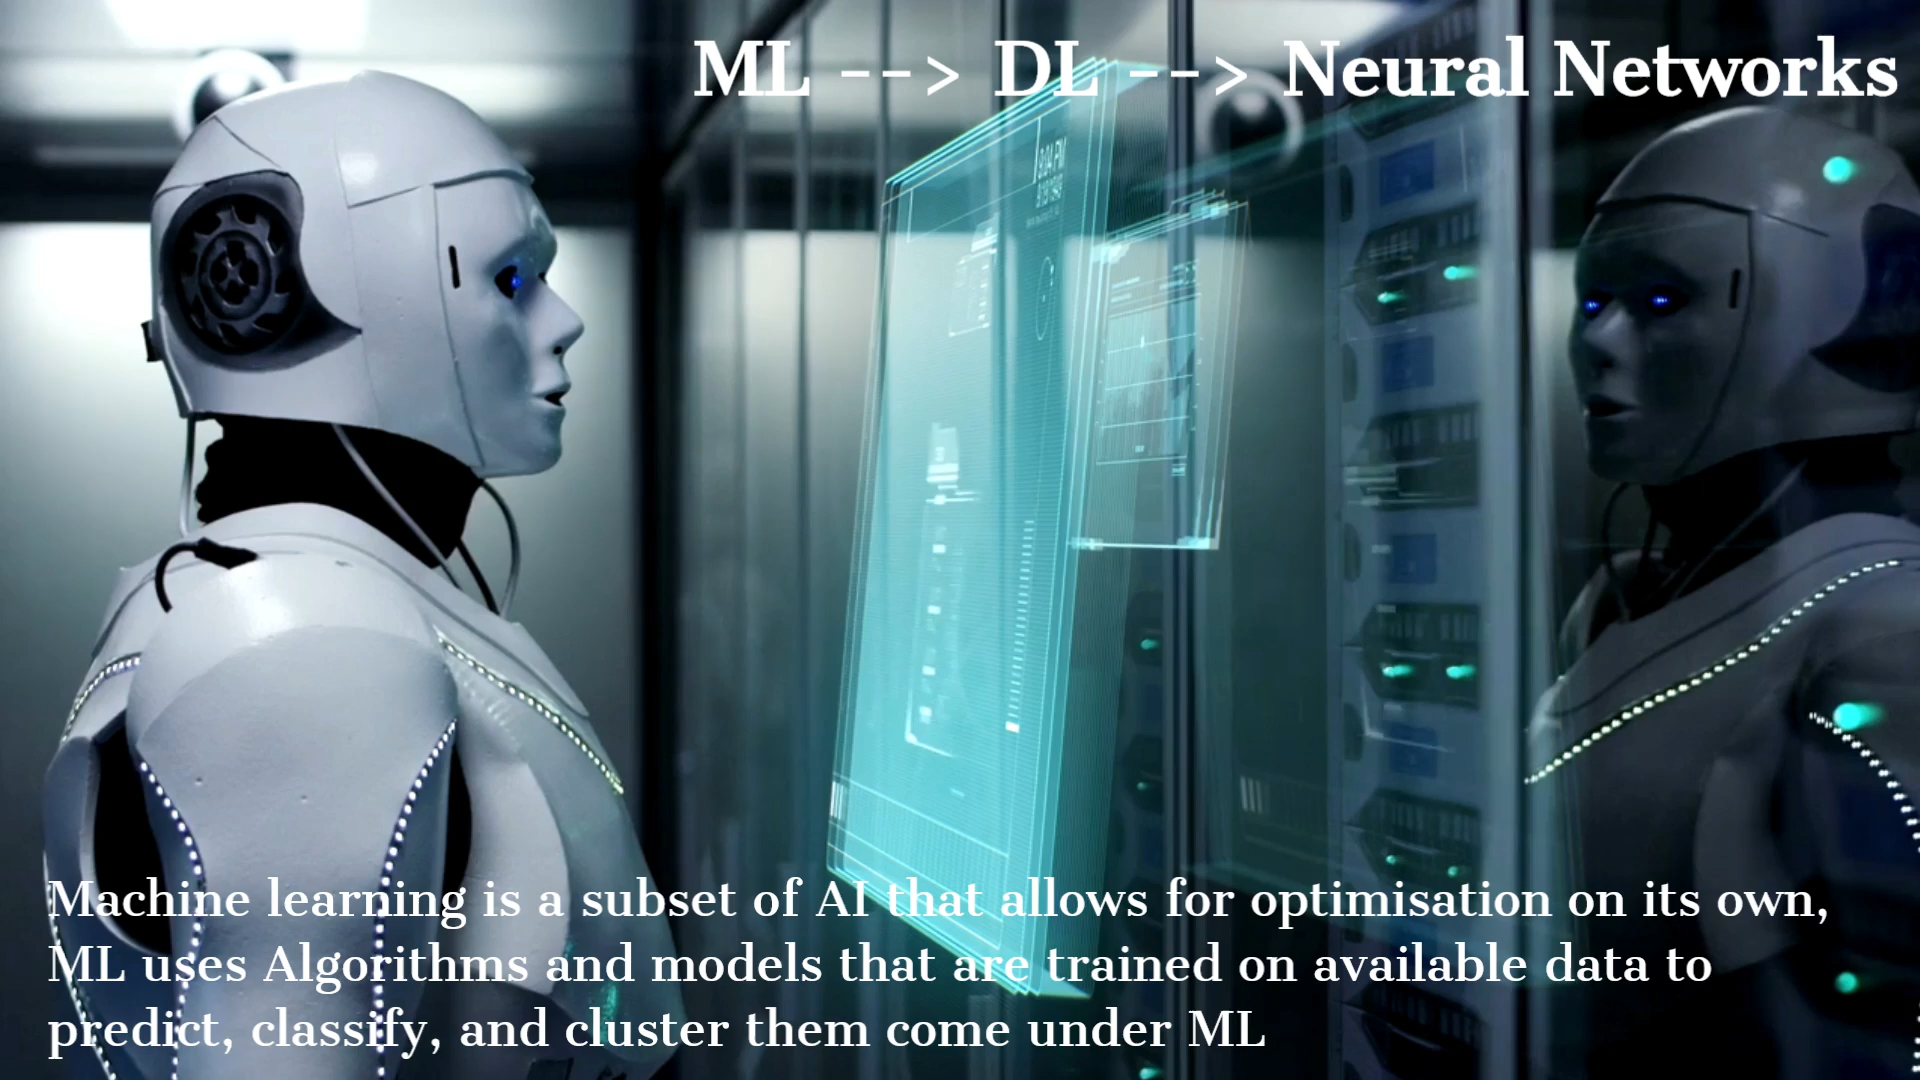 ML --> DL --> Neural Networks
Machine learning is a subset of AI that allows for optimisation on its own,
ML uses Algorithms and models that are trained on available data to
predict, classify, and cluster them come under ML